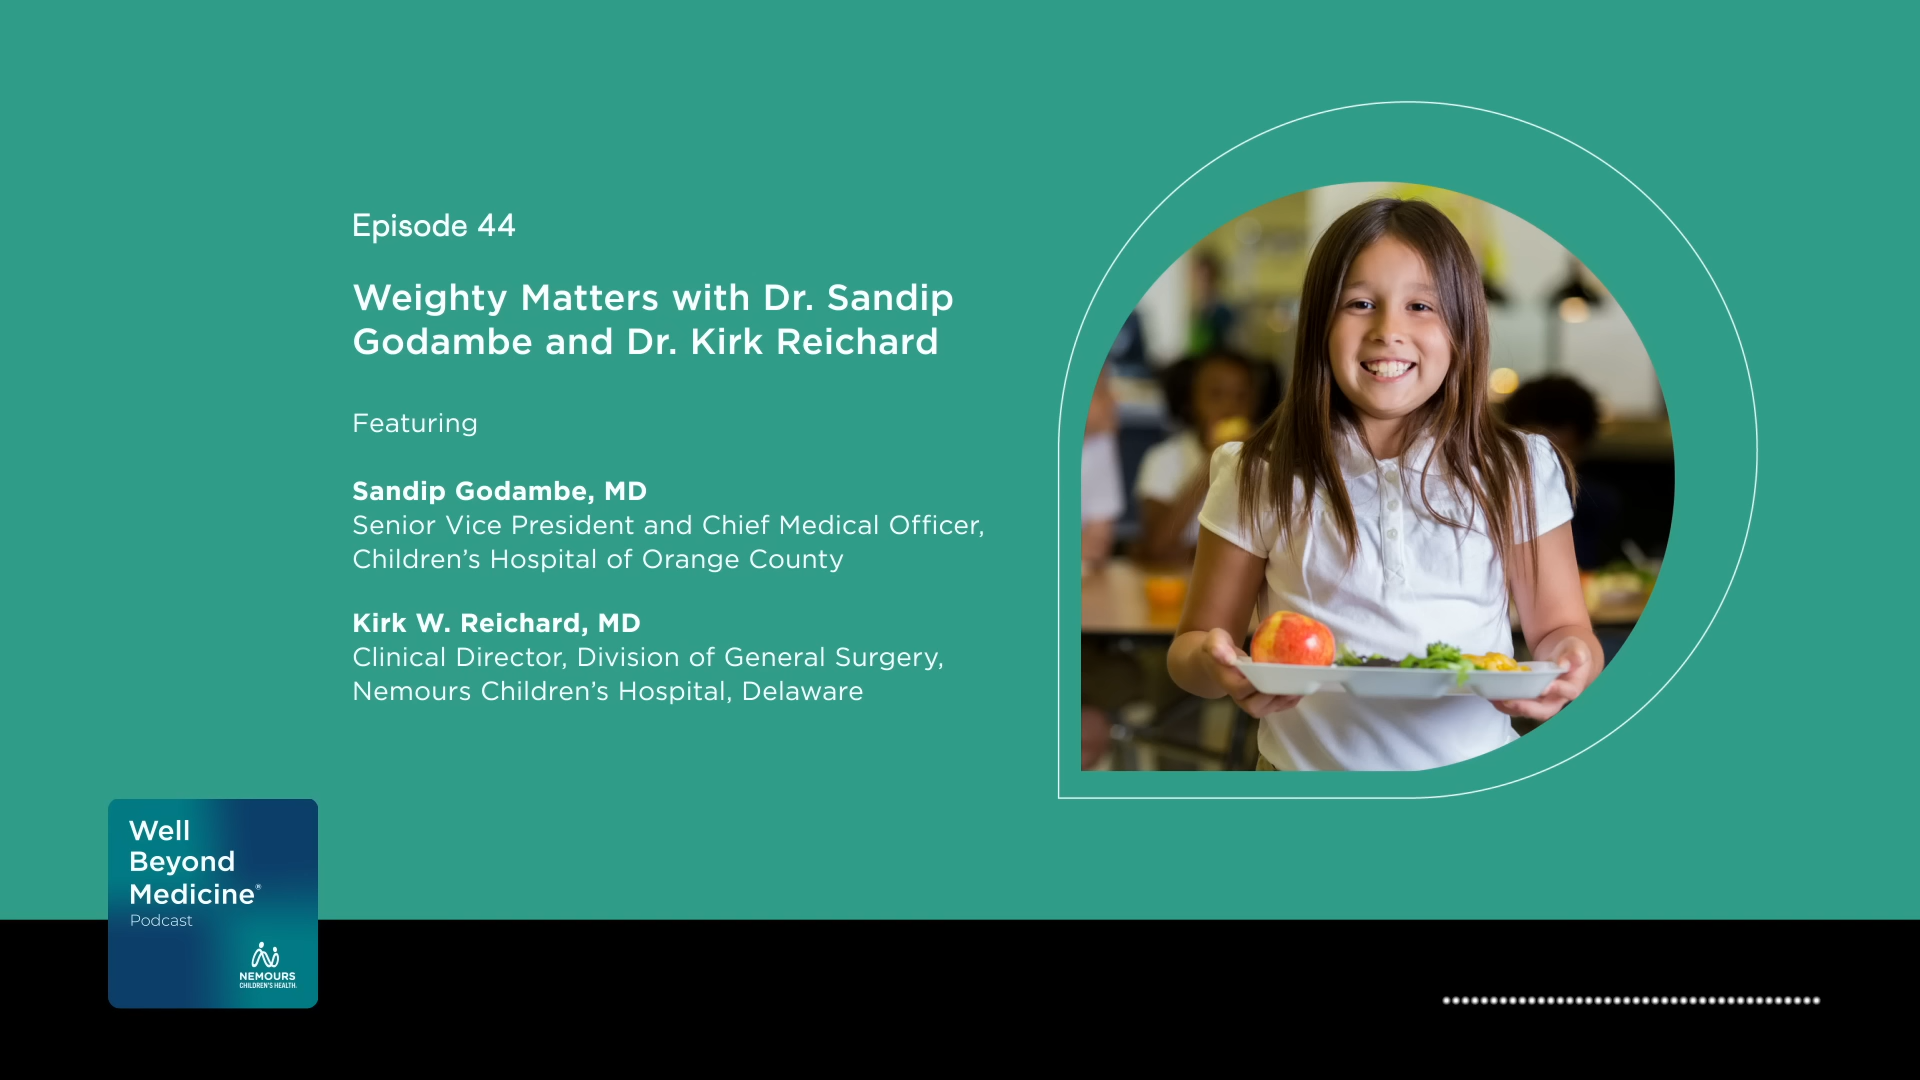 Episode 44
Weighty Matters with Dr. Sandip
Godambe and Dr. Kirk Reichard
Featuring
Sandip Godambe, MD
Senior Vice President and Chief Medical Officer,
Children’s Hospital of Orange County
Kirk W. Reichard, MD
Clinical Director, Division of General Surgery,
Nemours Children’s Hospital, Delaware
Well
Beyond
Medicine®
Podcast
NEMOURS
CHILDREN'S HEALTH.